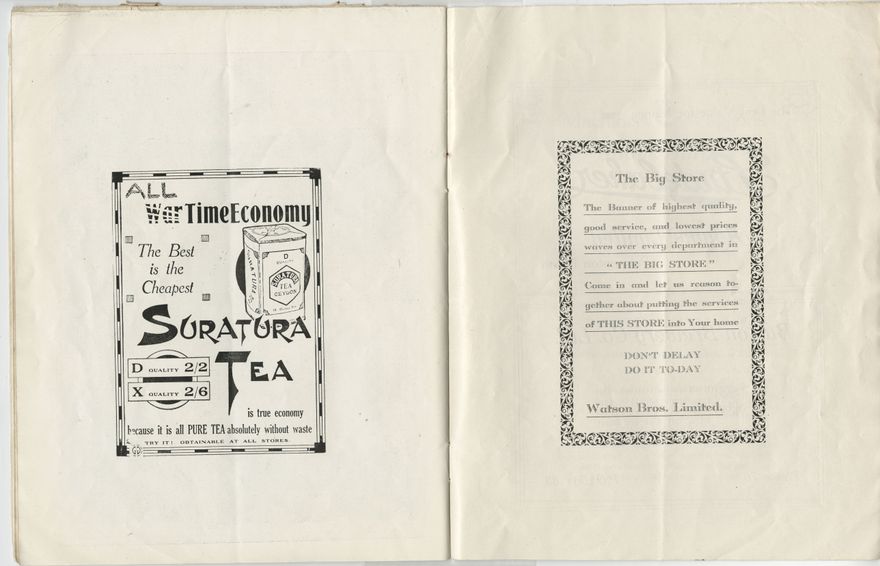 ALL
War Time Economy
The Best
is the
Cheapest
D
QUALITY
SURATURA
SURATURA
TEA
CEYLON
SURATURA
TEA
D QUALITY 2/2
X QUALITY 2/6
is true economy
because it is all PURE TEA absolutely without waste
TRY IT! OBTAINABLE AT ALL STORES.
The Big Store
The Banner of highest quality,
good service, and lowest prices
waves over every department in
“ THE BIG STORE ”
Come in and let us reason to-
gether about putting the services
of THIS STORE into Your home
DON'T DELAY
DO IT TO-DAY
Watson Bros. Limited.